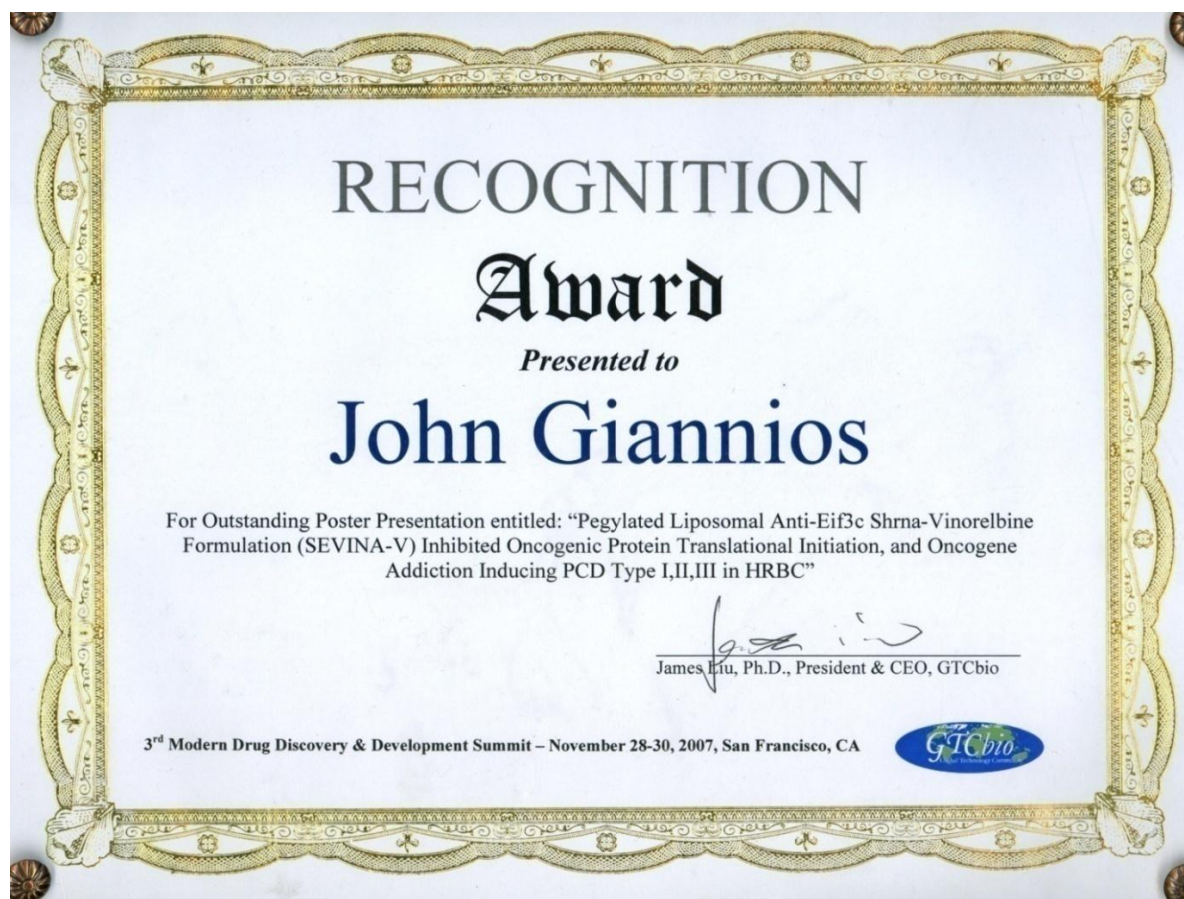 RECOGNITION
Award
Presented to
John Giannios
For Outstanding Poster Presentation entitled: “Pegylated Liposomal Anti-Eif3c Shrna-Vinorelbine
Formulation (SEVINA-V) Inhibited Oncogenic Protein Translational Initiation, and Oncogene
Addiction Inducing PCD Type I,II,III in HRBC”
James Liu, Ph.D., President & CEO, GTCbio
3rd Modern Drug Discovery & Development Summit – November 28-30, 2007, San Francisco, CA
GTCbio